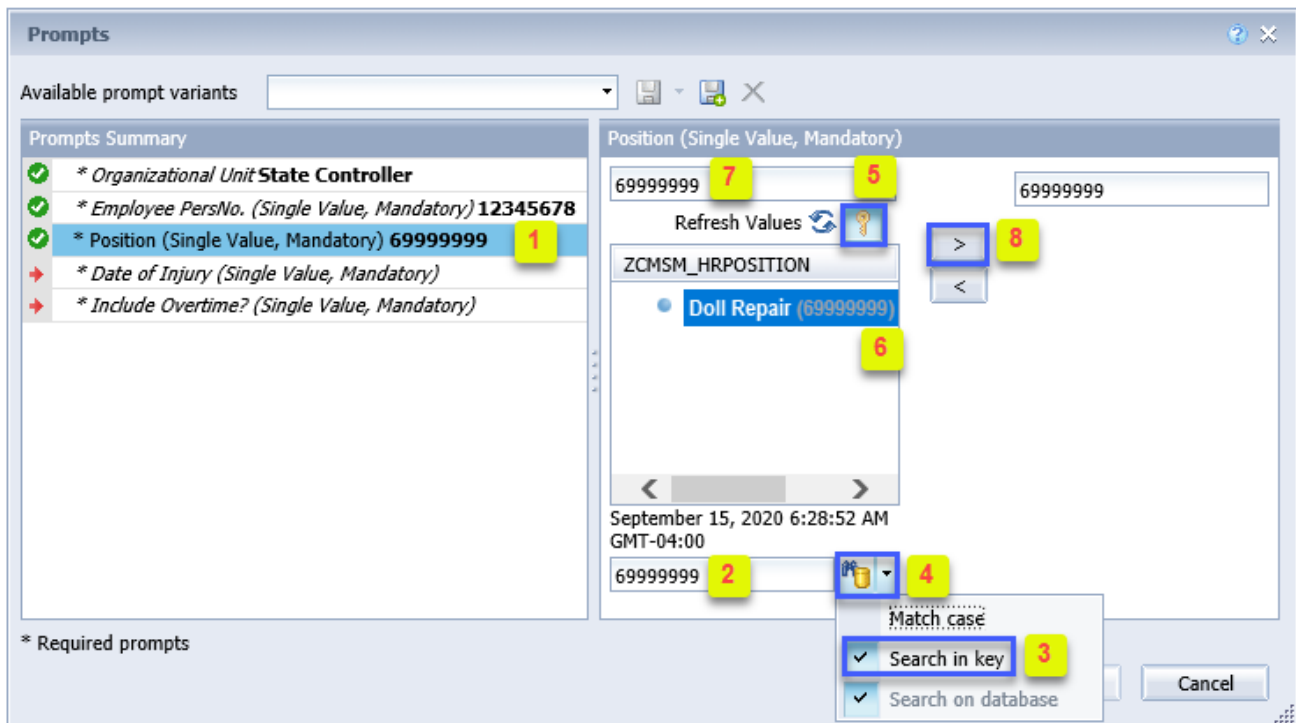 Prompts
Available prompt variants
Prompts Summary
* Organizational Unit State Controller
* Employee PersNo. (Single Value, Mandatory) 12345678
* Position (Single Value, Mandatory) 69999999 1
* Date of Injury (Single Value, Mandatory)
* Include Overtime? (Single Value, Mandatory)
* Required prompts
Position (Single Value, Mandatory)
69999999 7 5
Refresh Values
ZCMSM_HRPOSITION
Doll Repair (69999999)
6
September 15, 2020 6:28:52 AM
GMT-04:00
69999999 2 4
Match case
Search in key 3
Search on database
69999999
> 8
<
Cancel